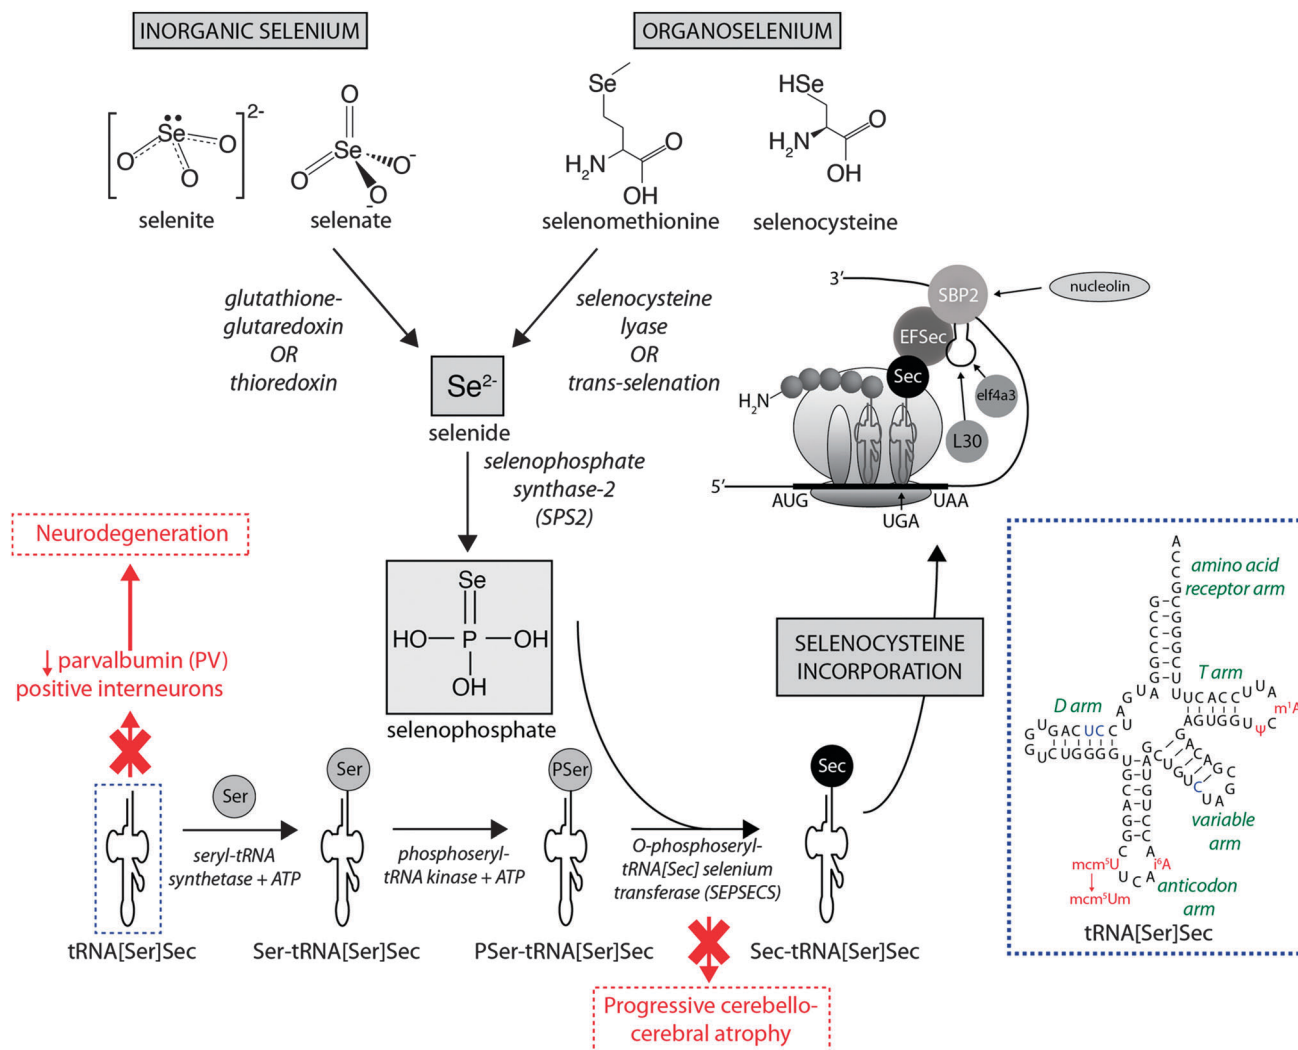 INORGANIC SELENIUM
ORGANOSELENIUM
[Se O O O]2-
selenite
O Se O O- O-
selenate
Se
H2N
O
OH
selenomethionine
HSe
H2N
O
OH
selenocysteine
glutathione-
glutaredoxin
OR
thioredoxin
selenocysteine
lyase
OR
trans-selenation
Se2-
selenide
selenophosphate
synthase-2
(SPS2)
Se
HO P OH
OH
selenophosphate
3′
SBP2
nucleolin
EFSec
Sec
H2N
elf4a3
L30
5′
AUG
UGA
UAA
SELENOCYSTEINE
INCORPORATION
Neurodegeneration
↓ parvalbumin (PV)
positive interneurons
tRNA[Ser]Sec
Ser
seryl-tRNA
synthetase + ATP
Ser
Ser-tRNA[Ser]Sec
phosphoseryl-
tRNA kinase + ATP
PSer
PSer-tRNA[Ser]Sec
O-phosphoseryl-
tRNA[Sec] selenium
transferase (SEPSECS)
Sec
Sec-tRNA[Ser]Sec
Progressive cerebello-
cerebral atrophy
amino acid
receptor arm
T arm
D arm
variable
arm
anticodon
arm
m1A
ψ
mcm5U
mcm5Um
i6A
tRNA[Ser]Sec